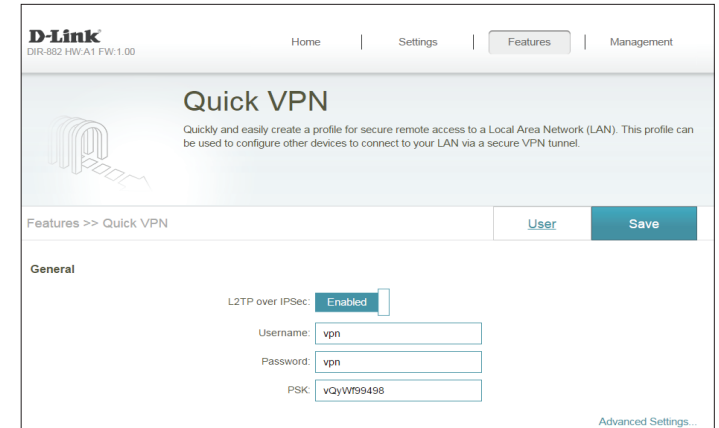 D-Link
DIR-882 HW:A1 FW:1.00
Home Settings Features Management
Quick VPN
Quickly and easily create a profile for secure remote access to a Local Area Network (LAN). This profile can
be used to configure other devices to connect to your LAN via a secure VPN tunnel.
Features >> Quick VPN User Save
General
L2TP over IPSec: Enabled
Username: vpn
Password: vpn
PSK: vQyWf99498
Advanced Settings...